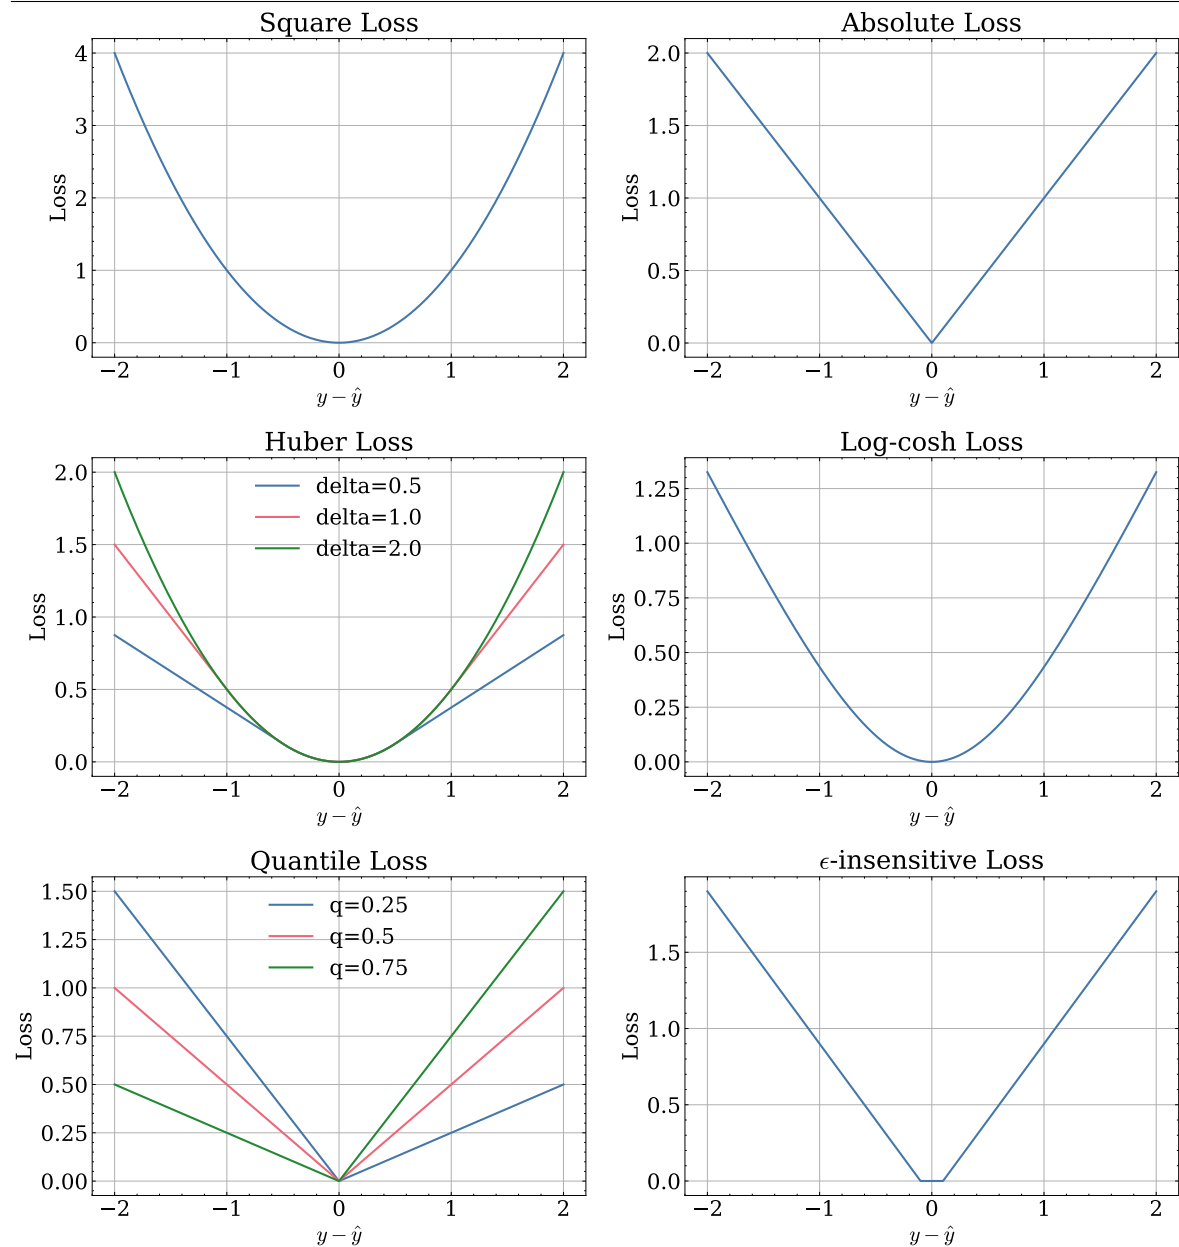 Square Loss
4
3
2
1
0
Loss
−2 −1 0 1 2
y − ŷ
Absolute Loss
2.0
1.5
1.0
0.5
0.0
Loss
−2 −1 0 1 2
y − ŷ
Huber Loss
2.0
1.5
1.0
0.5
0.0
Loss
delta=0.5
delta=1.0
delta=2.0
−2 −1 0 1 2
y − ŷ
Log-cosh Loss
1.25
1.00
0.75
0.50
0.25
0.00
Loss
−2 −1 0 1 2
y − ŷ
Quantile Loss
1.50
1.25
1.00
0.75
0.50
0.25
0.00
Loss
q=0.25
q=0.5
q=0.75
−2 −1 0 1 2
y − ŷ
ϵ-insensitive Loss
1.5
1.0
0.5
0.0
Loss
−2 −1 0 1 2
y − ŷ